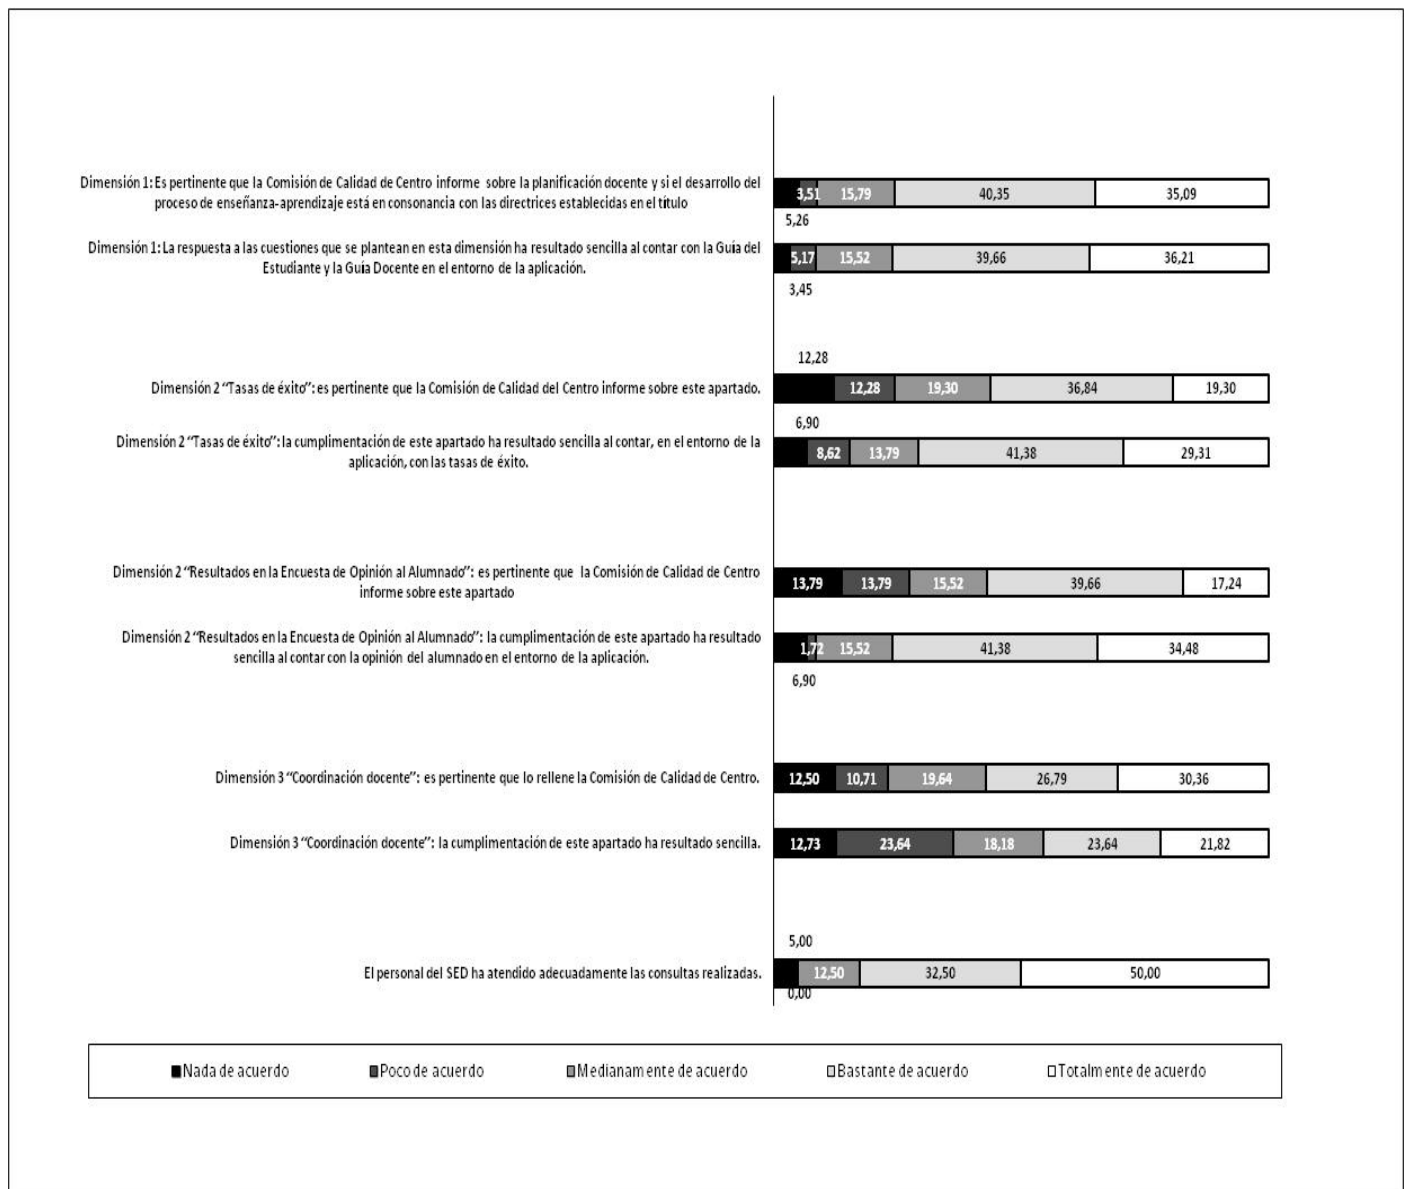 Dimensión 1: Es pertinente que la Comisión de Calidad de Centro informe sobre la planificación docente y si el desarrollo del
proceso de enseñanza-aprendizaje está en consonancia con las directrices establecidas en el título
3,51 15,79 40,35 35,09
5,26
Dimensión 1: La respuesta a las cuestiones que se plantean en esta dimensión ha resultado sencilla al contar con la Guía del
Estudiante y la Guía Docente en el entorno de la aplicación.
5,17 15,52 39,66 36,21
3,45
12,28
Dimensión 2 “Tasas de éxito”: es pertinente que la Comisión de Calidad del Centro informe sobre este apartado.
12,28 19,30 36,84 19,30
6,90
Dimensión 2 “Tasas de éxito”: la cumplimentación de este apartado ha resultado sencilla al contar, en el entorno de la
aplicación, con las tasas de éxito.
8,62 13,79 41,38 29,31
Dimensión 2 “Resultados en la Encuesta de Opinión al Alumnado”: es pertinente que la Comisión de Calidad de Centro
informe sobre este apartado
13,79 13,79 15,52 39,66 17,24
Dimensión 2 “Resultados en la Encuesta de Opinión al Alumnado”: la cumplimentación de este apartado ha resultado
sencilla al contar con la opinión del alumnado en el entorno de la aplicación.
1,72 15,52 41,38 34,48
6,90
Dimensión 3 “Coordinación docente”: es pertinente que lo rellene la Comisión de Calidad de Centro.
12,50 10,71 19,64 26,79 30,36
Dimensión 3 “Coordinación docente”: la cumplimentación de este apartado ha resultado sencilla.
12,73 23,64 18,18 23,64 21,82
5,00
El personal del SED ha atendido adecuadamente las consultas realizadas.
12,50 32,50 50,00
0,00
Nada de acuerdo Poco de acuerdo Medianamente de acuerdo Bastante de acuerdo Totalmente de acuerdo